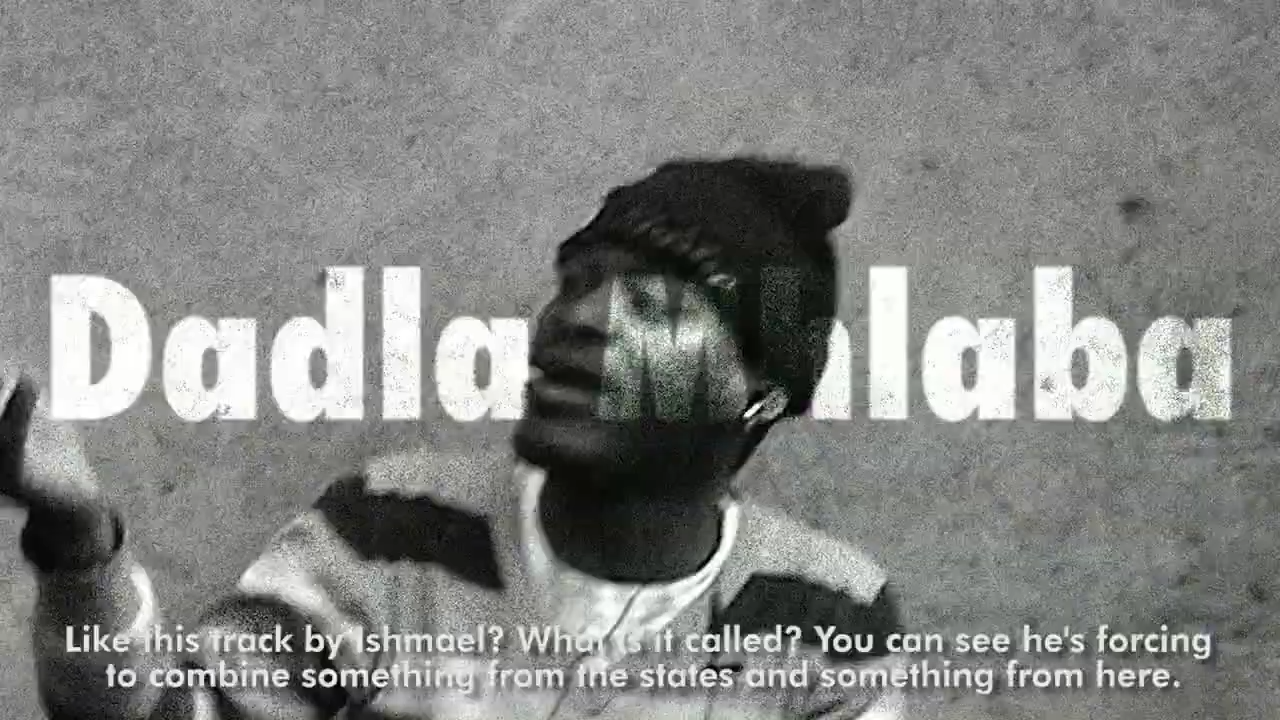 Dadla Mhlaba
Like this track by Ishmael? What is it called? You can see he's forcing
to combine something from the states and something from here.